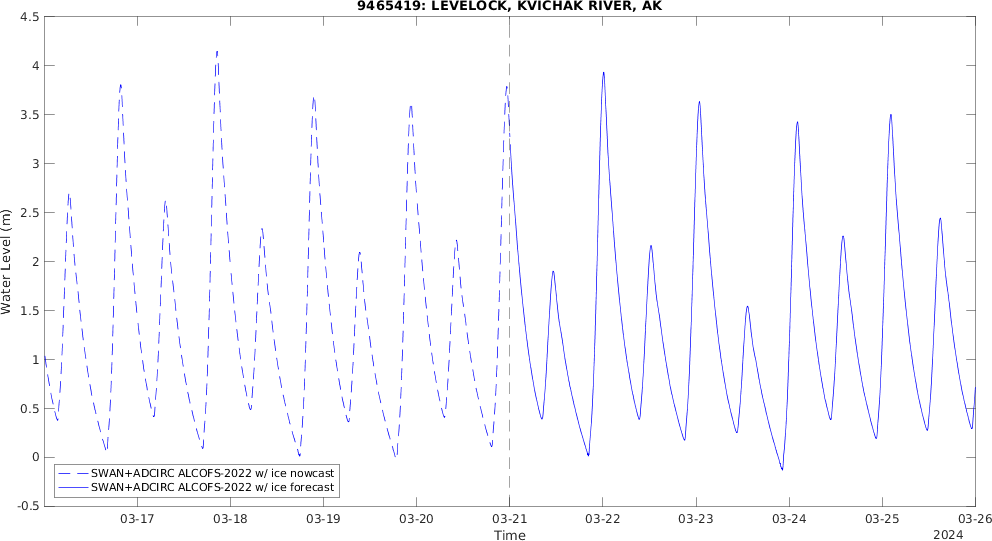 9465419: LEVELOCK, KVICHAK RIVER, AK
4.5
4
3.5
3
2.5
2
1.5
1
0.5
0
-0.5
Water Level (m)
SWAN+ADCIRC ALCOFS-2022 w/ ice nowcast
SWAN+ADCIRC ALCOFS-2022 w/ ice forecast
03-17 03-18 03-19 03-20 03-21 03-22 03-23 03-24 03-25 03-26
Time
2024